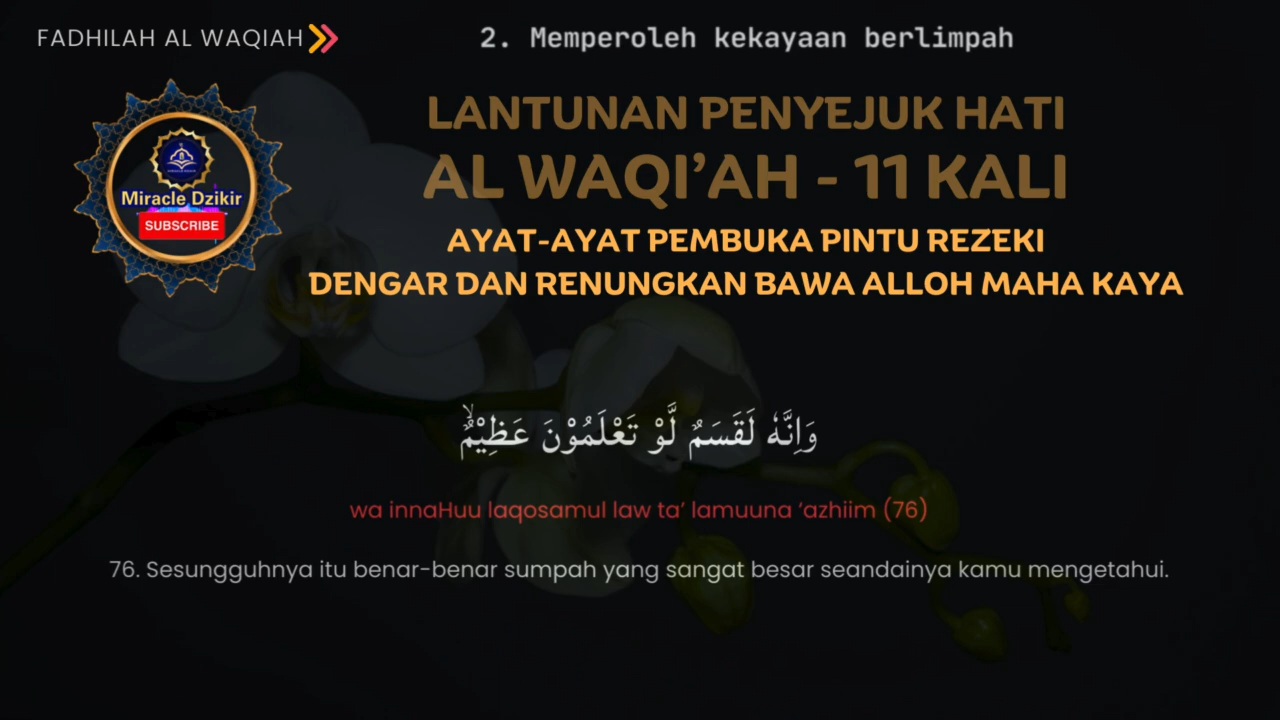 FADHILAH AL WAQIAH
2. Memperoleh kekayaan berlimpah
Miracle Dzikir
SUBSCRIBE
LANTUNAN PENYEJUK HATI
AL WAQI’AH - 11 KALI
AYAT-AYAT PEMBUKA PINTU REZEKI
DENGAR DAN RENUNGKAN BAWA ALLOH MAHA KAYA
وَاِنَّهٗ لَقَسَمٌ لَّوْ تَعْلَمُوْنَ عَظِيْمٌۙ
wa innaHuu laqosamul law ta’ lamuuna ’azhiim (76)
76. Sesungguhnya itu benar-benar sumpah yang sangat besar seandainya kamu mengetahui.